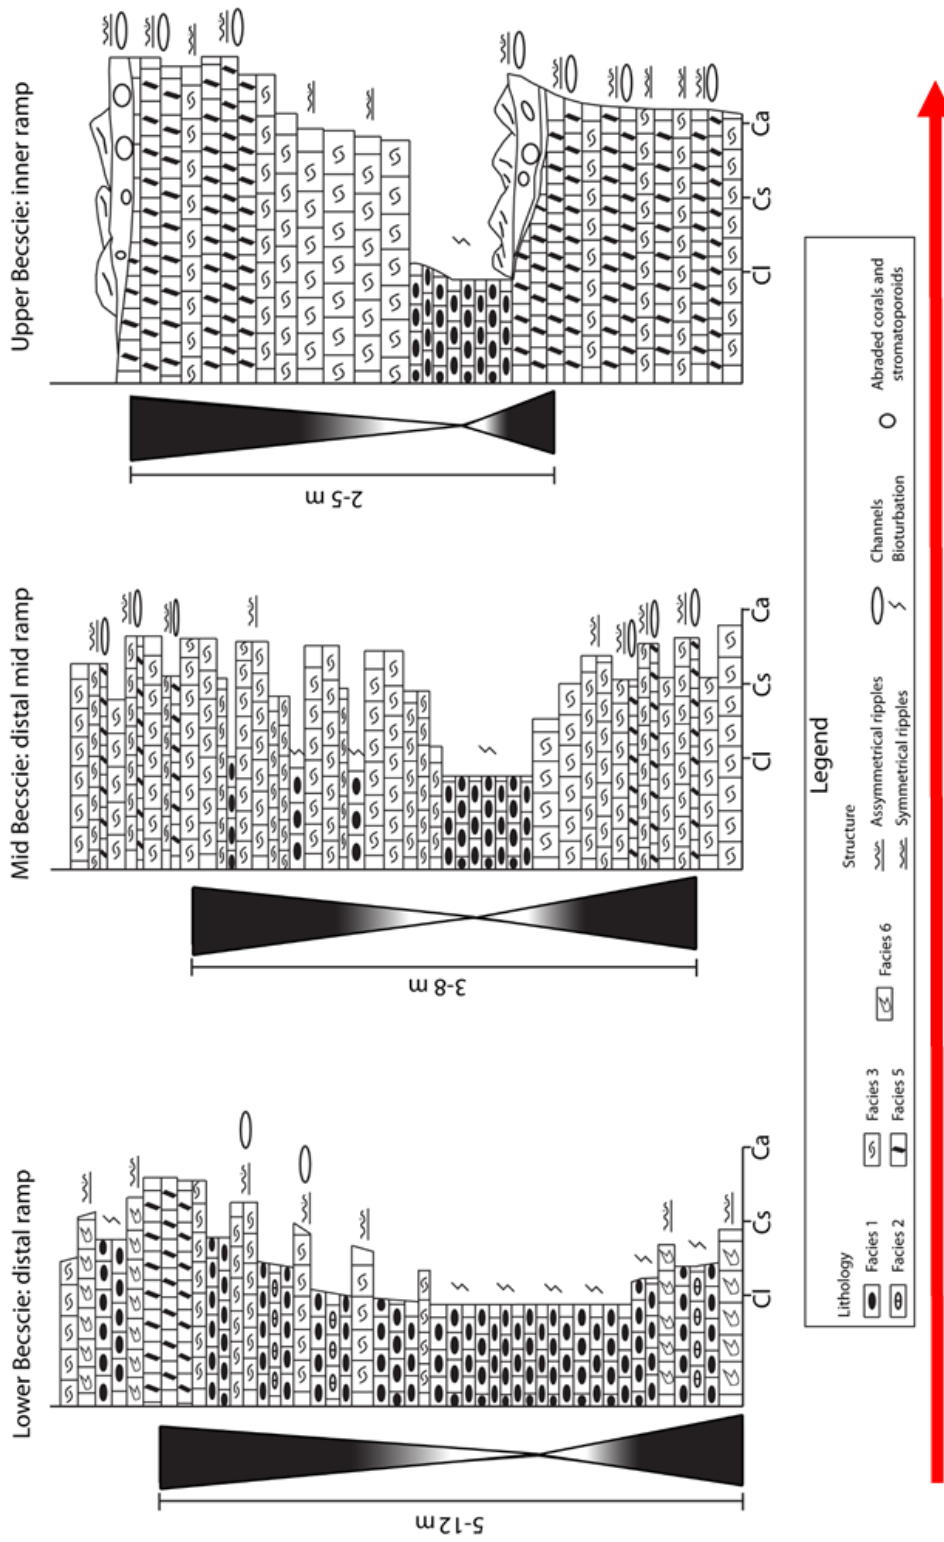 Lower Becscie: distal ramp
5-12 m
Cl
Cs
Ca
Mid Becscie: distal mid ramp
3-8 m
Cl
Cs
Ca
Upper Becscie: inner ramp
2-5 m
Cl
Cs
Ca
Legend
Lithology
Facies 1
Facies 2
Facies 3
Facies 5
Facies 6
Structure
Assymmetrical ripples
Symmetrical ripples
Channels
Bioturbation
Abraded corals and
stromatoporoids